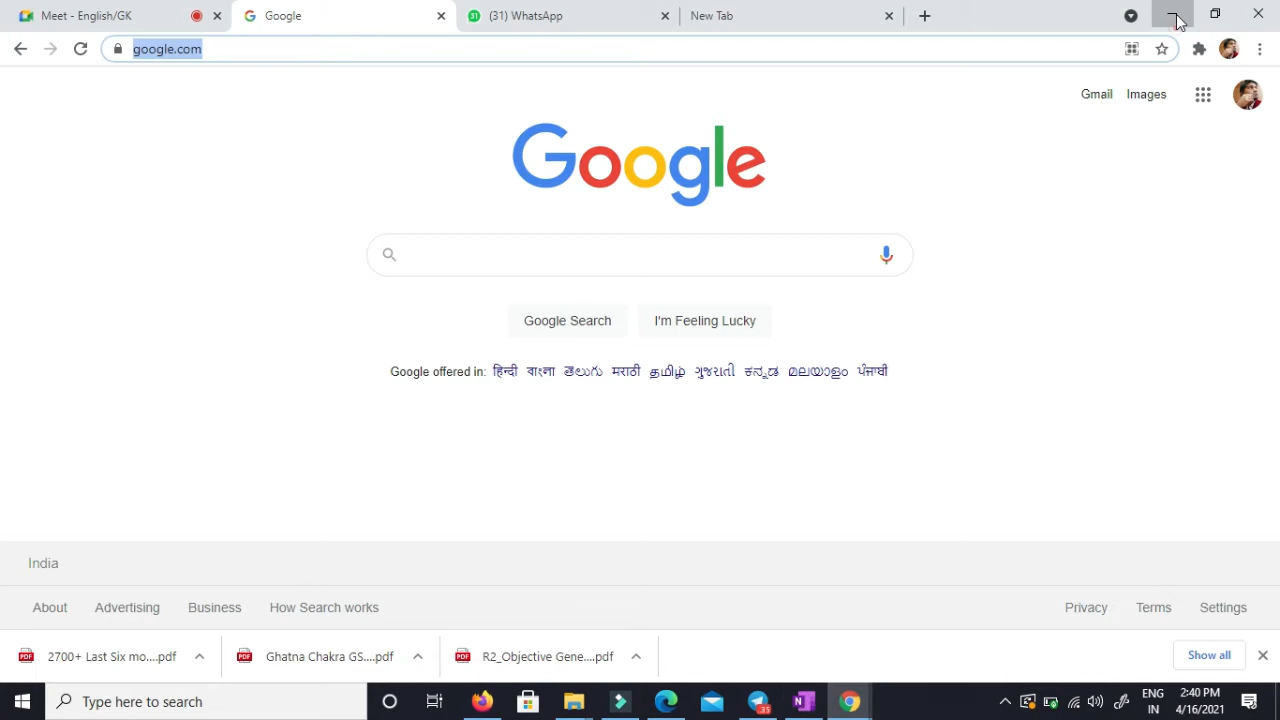 Meet - English/GK
Google
(31) WhatsApp
New Tab
google.com
Gmail
Images
Google
Google Search
I'm Feeling Lucky
Google offered in: हिन्दी বাংলা తెలుగు मराठी தமிழ் ગુજરાતી ಕನ್ನಡ മലയാളം ਪੰਜਾਬੀ
India
About
Advertising
Business
How Search works
Privacy
Terms
Settings
2700+ Last Six mo....pdf
Ghatna Chakra GS....pdf
R2_Objective Gene....pdf
Show all
Type here to search
ENG
IN
2:40 PM
4/16/2021